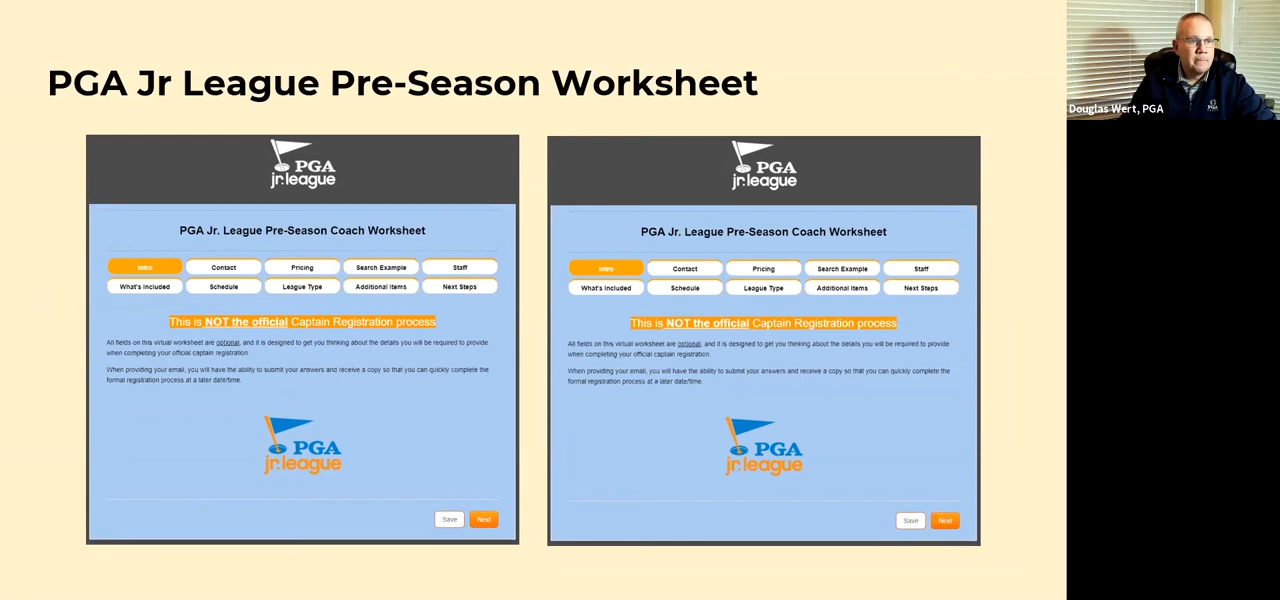 PGA Jr League Pre-Season Worksheet
PGA
jr.league
PGA Jr. League Pre-Season Coach Worksheet
Intro Contact Pricing Search Example Staff
What's Included Schedule League Type Additional Items Next Steps
This is NOT the official Captain Registration process
All fields on this virtual worksheet are optional, and it is designed to get you thinking about the details you will be required to provide
when completing your official captain registration.
When providing your email, you will have the ability to submit your answers and receive a copy so that you can quickly complete the
formal registration process at a later date/time.
PGA
jr.league
Save Next
PGA
jr.league
PGA Jr. League Pre-Season Coach Worksheet
Intro Contact Pricing Search Example Staff
What's Included Schedule League Type Additional Items Next Steps
This is NOT the official Captain Registration process
All fields on this virtual worksheet are optional, and it is designed to get you thinking about the details you will be required to provide
when completing your official captain registration.
When providing your email, you will have the ability to submit your answers and receive a copy so that you can quickly complete the
formal registration process at a later date/time.
PGA
jr.league
Save Next
PGA
Douglas Wert, PGA